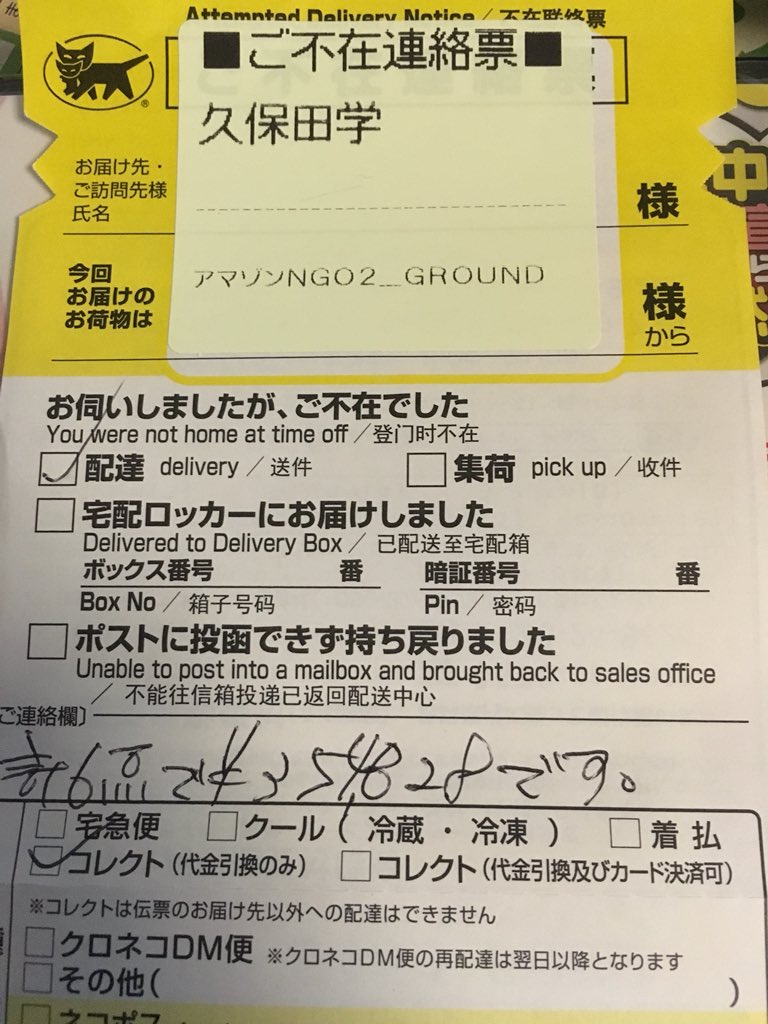 Attempted Delivery Notice / 不在联络票
■ご不在連絡票■
久保田学
お届け先・
ご訪問先様
氏名
様
アマゾンNGO2_GROUND
今回
お届けの
お荷物は
様
から
お伺いしましたが、ご不在でした
You were not home at time off / 登门时不在
配達 delivery / 送件 集荷 pick up / 收件
宅配ロッカーにお届けしました
Delivered to Delivery Box / 已配送至宅配箱
ボックス番号 番 暗証番号 番
Box No / 箱子号码 Pin / 密码
ポストに投函できず持ち戻りました
Unable to post into a mailbox and brought back to sales office
/ 不能往信箱投递已返回配送中心
ご連絡欄〕
計6点で¥354828です。
宅急便 クール ( 冷蔵 ・ 冷凍 ) 着 払
コレクト (代金引換のみ) コレクト (代金引換及びカード決済可)
※コレクトは伝票のお届け先以外への配達はできません
クロネコDM便 ※クロネコDM便の再配達は翌日以降となります
その他 ( )
ネコポス